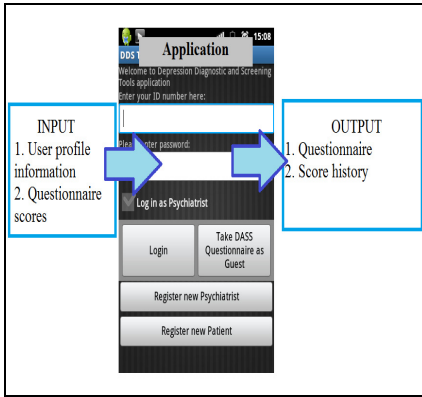 15:08
Application
DDS T
Welcome to Depression Diagnostic and Screening
Tools application
Enter your ID number here:
INPUT
1. User profile
information
2. Questionnaire
scores
enter password:
OUTPUT
1. Questionnaire
2. Score history
Log in as Psychiatrist
Login
Take DASS
Questionnaire as
Guest
Register new Psychiatrist
Register new Patient